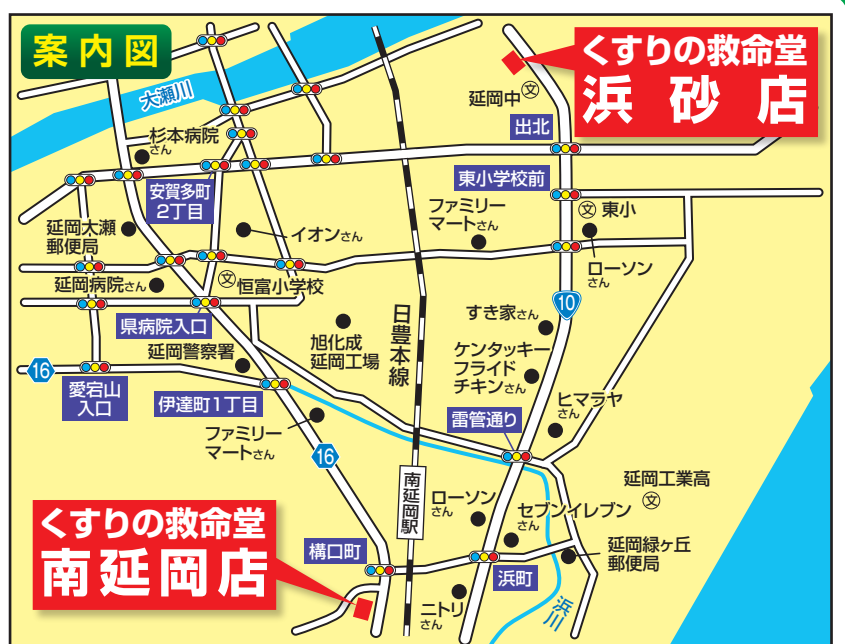 案内図
くすりの救命堂
浜砂店
大瀬川
延岡中
文
出北
杉本病院
さん
安賀多町
2丁目
東小学校前
文
東小
ファミリー
マートさん
延岡大瀬
郵便局
イオンさん
ローソン
さん
延岡病院さん
文
恒富小学校
10
日豊本線
すき家さん
県病院入口
旭化成
延岡工場
延岡警察署
ケンタッキー
フライド
チキンさん
16
愛宕山
入口
伊達町1丁目
ヒマラヤ
さん
雷管通り
ファミリー
マートさん
16
南延岡駅
延岡工業高
文
ローソン
さん
セブンイレブン
さん
くすりの救命堂
南延岡店
構口町
延岡緑ヶ丘
郵便局
浜町
ニトリ
さん
浜川